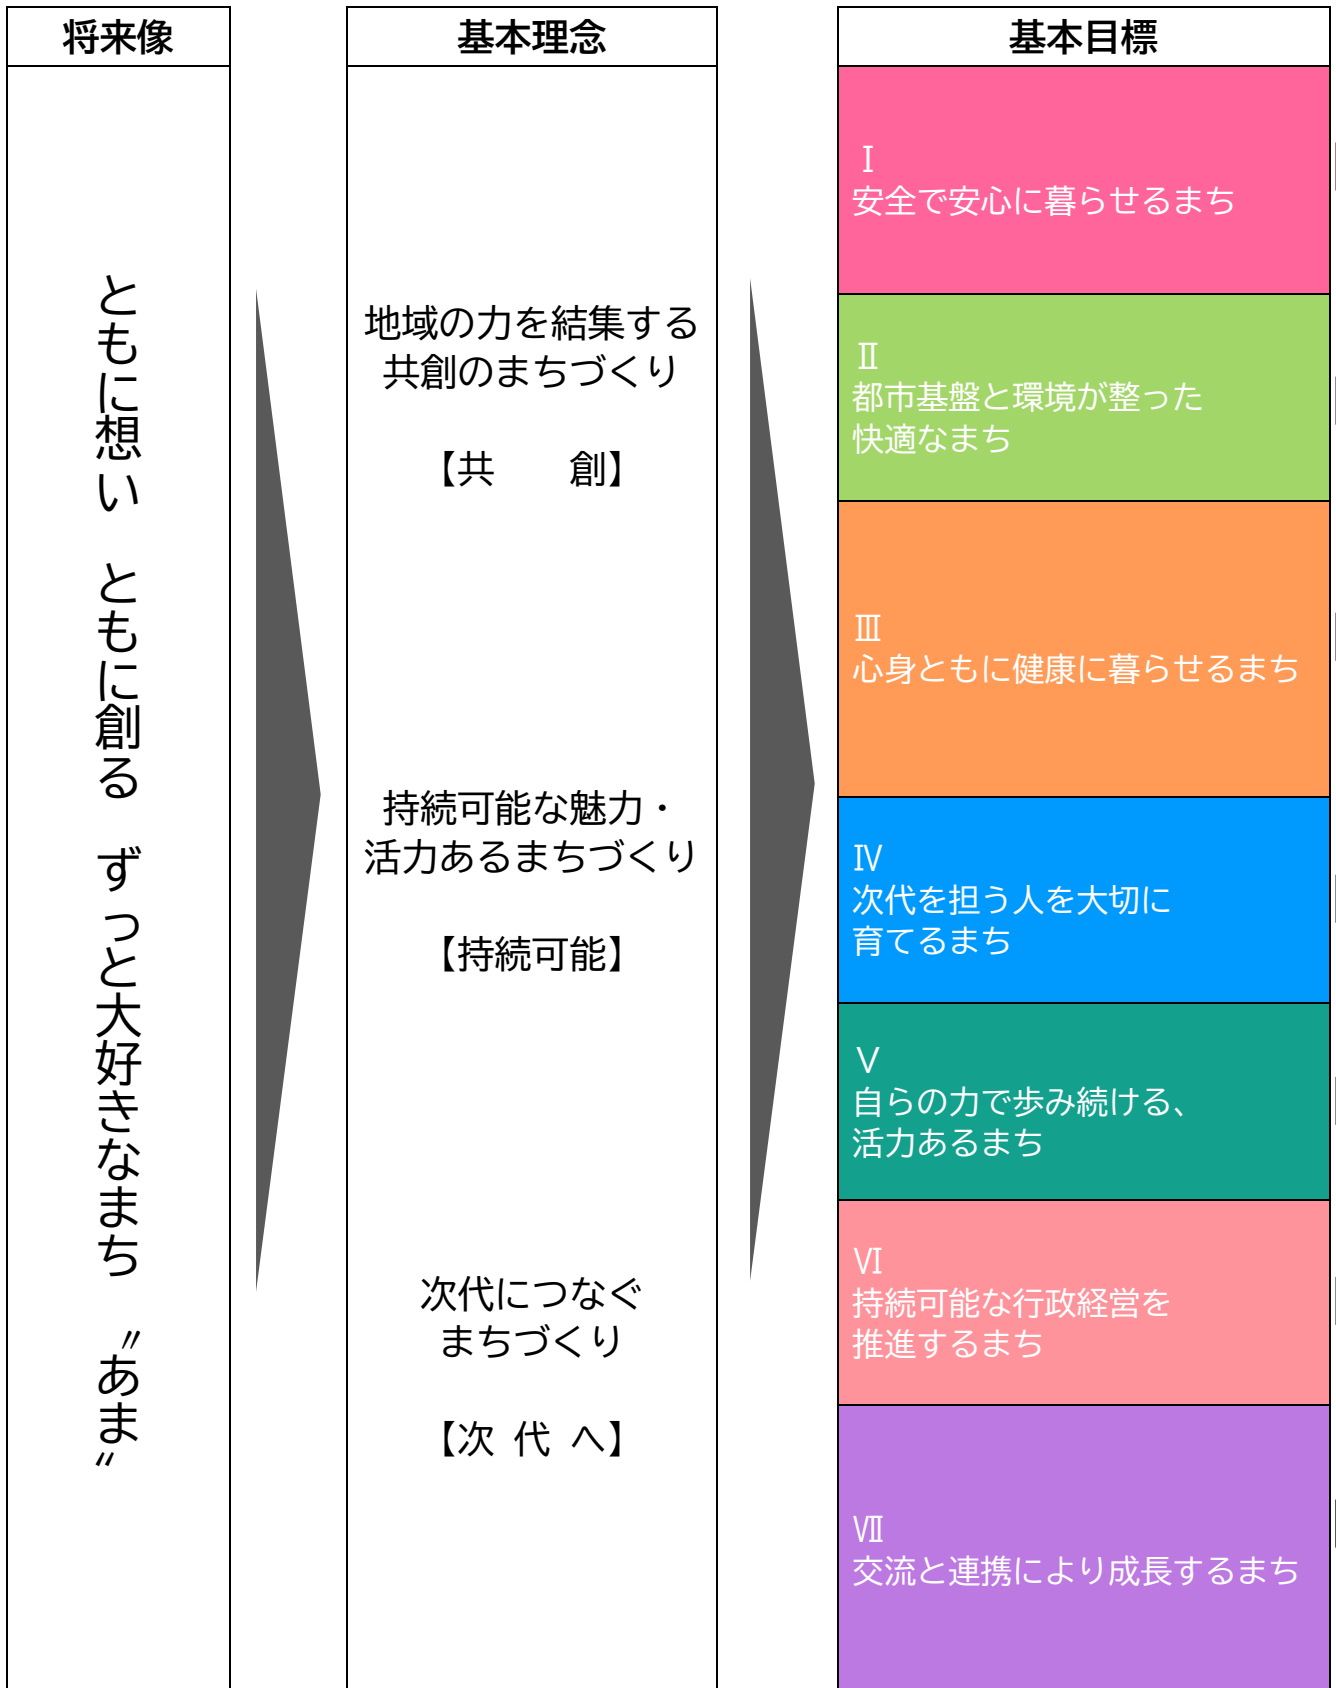 将来像
ともに想い　ともに創る　ずっと大好きなまち　〝あま〟
基本理念
地域の力を結集する
共創のまちづくり
【共　　創】
持続可能な魅力・
活力あるまちづくり
【持続可能】
次代につなぐ
まちづくり
【次 代 へ】
基本目標
Ⅰ
安全で安心に暮らせるまち
Ⅱ
都市基盤と環境が整った
快適なまち
Ⅲ
心身ともに健康に暮らせるまち
Ⅳ
次代を担う人を大切に
育てるまち
Ⅴ
自らの力で歩み続ける、
活力あるまち
Ⅵ
持続可能な行政経営を
推進するまち
Ⅶ
交流と連携により成長するまち